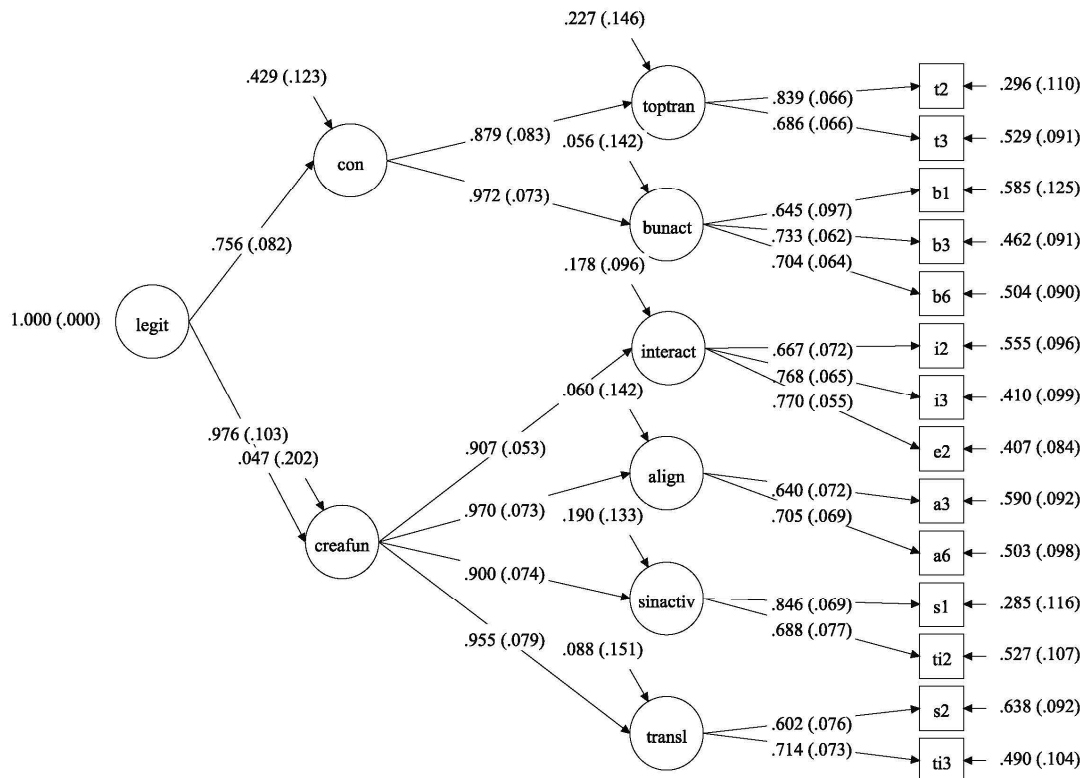 .227 (.146)
.429 (.123)
toptran
.839 (.066)
t2
.296 (.110)
.686 (.066)
t3
.529 (.091)
.879 (.083)
.056 (.142)
con
.972 (.073)
bunact
.645 (.097)
b1
.585 (.125)
.733 (.062)
b3
.462 (.091)
.704 (.064)
b6
.504 (.090)
.756 (.082)
.178 (.096)
1.000 (.000)
legit
interact
.667 (.072)
i2
.555 (.096)
.768 (.065)
i3
.410 (.099)
.770 (.055)
e2
.407 (.084)
.060 (.142)
.976 (.103)
.047 (.202)
.907 (.053)
align
.640 (.072)
a3
.590 (.092)
.705 (.069)
a6
.503 (.098)
.970 (.073)
.190 (.133)
creafun
.900 (.074)
sinactiv
.846 (.069)
s1
.285 (.116)
.688 (.077)
ti2
.527 (.107)
.955 (.079)
.088 (.151)
transl
.602 (.076)
s2
.638 (.092)
.714 (.073)
ti3
.490 (.104)